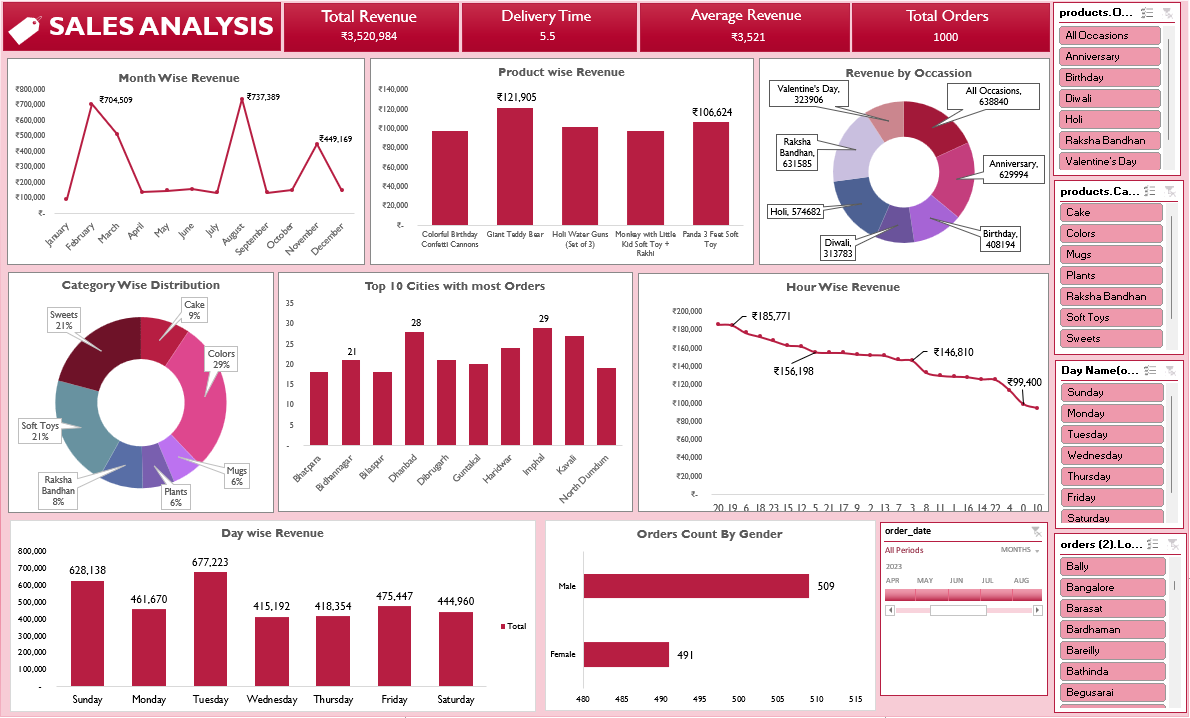 SALES ANALYSIS
Total Revenue
₹3,520,984
Delivery Time
5.5
Average Revenue
₹3,521
Total Orders
1000
Month Wise Revenue
₹800,000
₹700,000
₹600,000
₹500,000
₹400,000
₹300,000
₹200,000
₹100,000
₹-
₹704,509
₹737,389
₹449,169
January
February
March
April
May
June
July
August
September
October
November
December
Product wise Revenue
₹140,000
₹120,000
₹100,000
₹80,000
₹60,000
₹40,000
₹20,000
₹-
₹121,905
₹106,624
Colorful Birthday
Confetti Cannons
Giant Teddy Bear
Holi Water Guns
(Set of 3)
Monkey with Little
Kid Soft Toy +
Rakhi
Panda 3 Feet Soft
Toy
Revenue by Occassion
Valentine's Day,
323906
All Occasions,
638840
Raksha
Bandhan,
631585
Anniversary,
629994
Holi, 574682
Birthday,
408194
Diwali,
313783
Category Wise Distribution
Sweets
21%
Cake
9%
Colors
29%
Soft Toys
21%
Mugs
6%
Raksha
Bandhan
8%
Plants
6%
Top 10 Cities with most Orders
35
30
25
20
15
10
5
-
21
28
29
Bhatpara
Bidhannagar
Bilaspur
Dhanbad
Dibrugarh
Guntakal
Haridwar
Imphal
Kavali
North Dumdum
Hour Wise Revenue
₹200,000
₹180,000
₹160,000
₹140,000
₹120,000
₹100,000
₹80,000
₹60,000
₹40,000
₹20,000
₹-
₹185,771
₹156,198
₹146,810
₹99,400
20 19 6 18 23 15 12 5 21 17 9 2 13 7 3 8 11 1 16 14 22 4 0 10
Day wise Revenue
800,000
700,000
600,000
500,000
400,000
300,000
200,000
100,000
-
628,138
461,670
677,223
415,192
418,354
475,447
444,960
Sunday
Monday
Tuesday
Wednesday
Thursday
Friday
Saturday
Total
Orders Count By Gender
Male
509
Female
491
480 485 490 495 500 505 510 515
order_date
All Periods
MONTHS
2023
APR MAY JUN JUL AUG
products.O...
All Occasions
Anniversary
Birthday
Diwali
Holi
Raksha Bandhan
Valentine's Day
products.Ca...
Cake
Colors
Mugs
Plants
Raksha Bandhan
Soft Toys
Sweets
Day Name(o...
Sunday
Monday
Tuesday
Wednesday
Thursday
Friday
Saturday
orders (2).Lo...
Bally
Bangalore
Barasat
Bardhaman
Bareilly
Bathinda
Begusarai